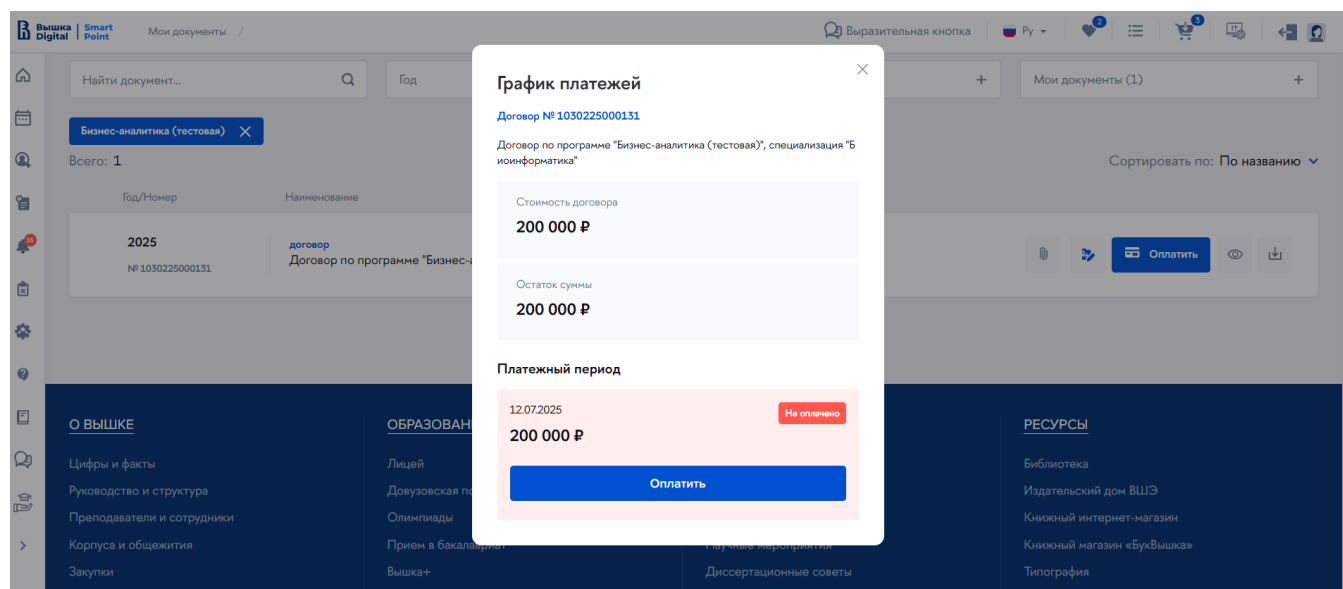 Вышка Digital
Smart Point
Мои документы /
Выразительная кнопка
Ру
2
3
Найти документ...
Год
Мои документы (1)
Бизнес-аналитика (тестовая)
Всего: 1
Сортировать по: По названию
Год/Номер
Наименование
16
2025
№ 1030225000131
договор
Договор по программе "Бизнес-а
Оплатить
График платежей
Договор № 1030225000131
Договор по программе "Бизнес-аналитика (тестовая)", специализация "Б
иоинформатика"
Стоимость договора
200 000 ₽
Остаток суммы
200 000 ₽
Платежный период
12.07.2025
Не оплачено
200 000 ₽
Оплатить
О ВЫШКЕ
Цифры и факты
Руководство и структура
Преподаватели и сотрудники
Корпуса и общежития
Закупки
ОБРАЗОВАН
Лицей
Довузовская по
Олимпиады
Прием в бакалавриат
Вышка+
Научные мероприятия
Диссертационные советы
РЕСУРСЫ
Библиотека
Издательский дом ВШЭ
Книжный интернет-магазин
Книжный магазин «БукВышка»
Типография